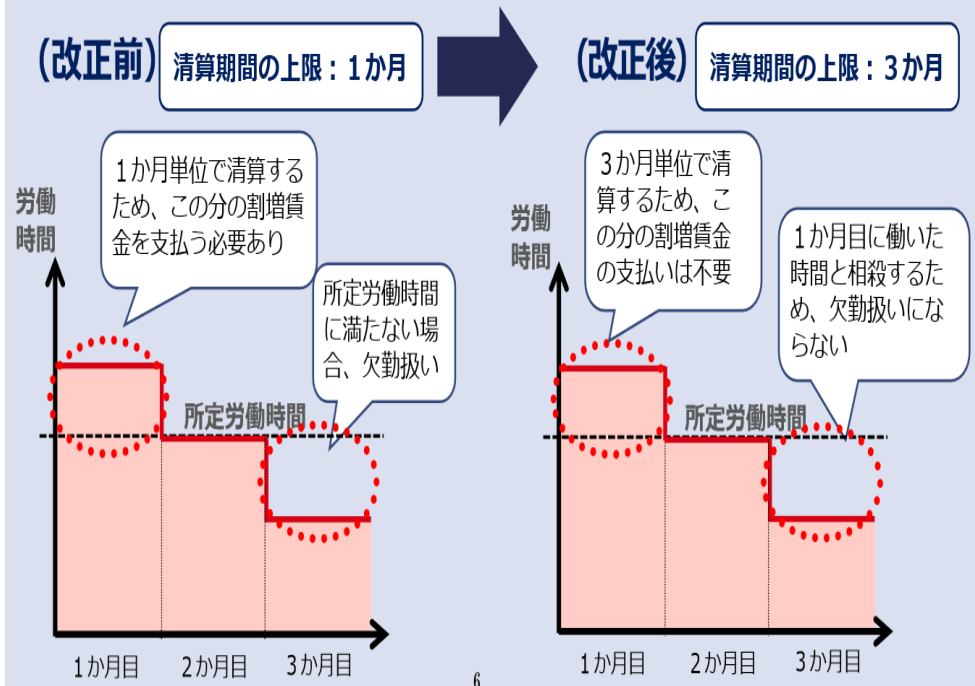 (改正前)
清算期間の上限：１か月
(改正後)
清算期間の上限：３か月
１か月単位で清算する
ため、この分の割増賃
金を支払う必要あり
労働
時間
所定労働時間
に満たない場
合、欠勤扱い
所定労働時間
１か月目
２か月目
３か月目
３か月単位で清
算するため、こ
の分の割増賃金
の支払いは不要
労働
時間
１か月目に働いた
時間と相殺するた
め、欠勤扱いにな
らない
所定労働時間
１か月目
２か月目
３か月目
6